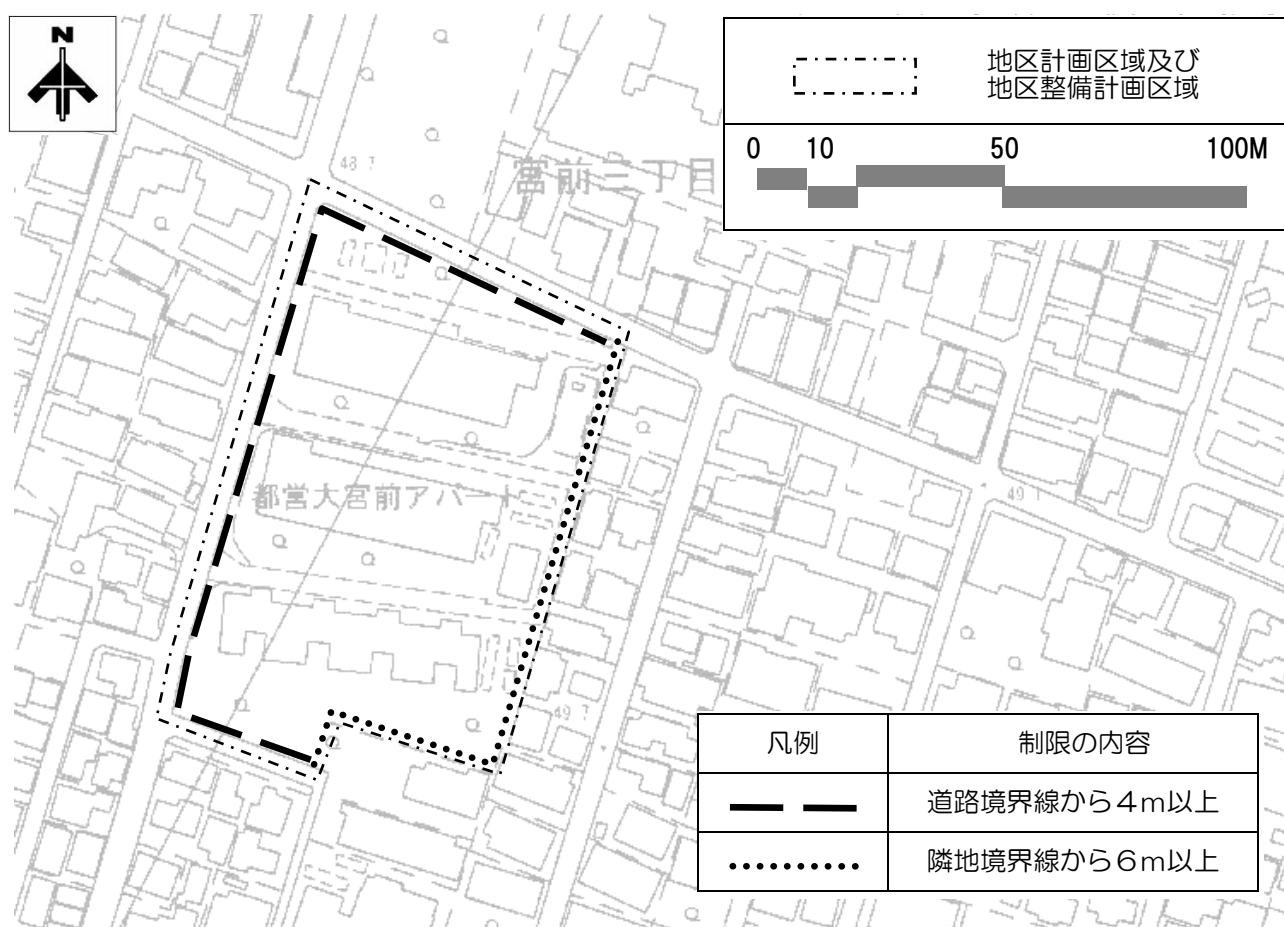 N
地区計画区域及び
地区整備計画区域
0 10 50 100M
48 T
宮前三丁目
都営大宮前アパート
49 T
49 T
凡例 制限の内容
道路境界線から4m以上
隣地境界線から6m以上